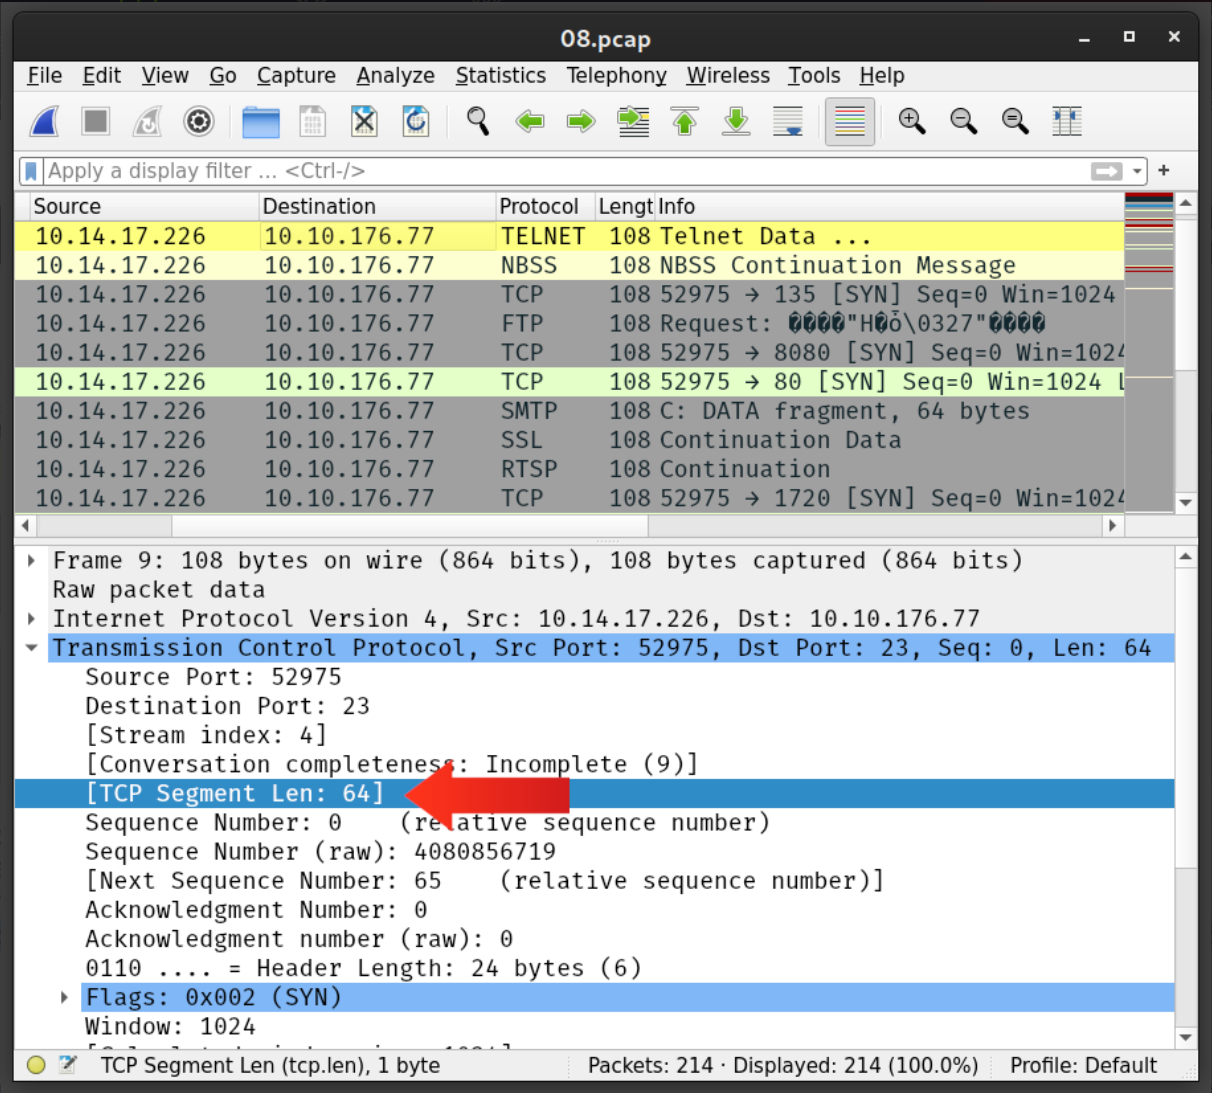 08.pcap
File Edit View Go Capture Analyze Statistics Telephony Wireless Tools Help
Apply a display filter ... <Ctrl-/>
Source Destination Protocol Lengt Info
10.14.17.226 10.10.176.77 TELNET 108 Telnet Data ...
10.14.17.226 10.10.176.77 NBSS 108 NBSS Continuation Message
10.14.17.226 10.10.176.77 TCP 108 52975 → 135 [SYN] Seq=0 Win=1024
10.14.17.226 10.10.176.77 FTP 108 Request: ����"H�ȱ\0327"����
10.14.17.226 10.10.176.77 TCP 108 52975 → 8080 [SYN] Seq=0 Win=1024
10.14.17.226 10.10.176.77 TCP 108 52975 → 80 [SYN] Seq=0 Win=1024 L
10.14.17.226 10.10.176.77 SMTP 108 C: DATA fragment, 64 bytes
10.14.17.226 10.10.176.77 SSL 108 Continuation Data
10.14.17.226 10.10.176.77 RTSP 108 Continuation
10.14.17.226 10.10.176.77 TCP 108 52975 → 1720 [SYN] Seq=0 Win=1024
Frame 9: 108 bytes on wire (864 bits), 108 bytes captured (864 bits)
Raw packet data
Internet Protocol Version 4, Src: 10.14.17.226, Dst: 10.10.176.77
Transmission Control Protocol, Src Port: 52975, Dst Port: 23, Seq: 0, Len: 64
Source Port: 52975
Destination Port: 23
[Stream index: 4]
[Conversation completeness: Incomplete (9)]
[TCP Segment Len: 64]
Sequence Number: 0 (relative sequence number)
Sequence Number (raw): 4080856719
[Next Sequence Number: 65 (relative sequence number)]
Acknowledgment Number: 0
Acknowledgment number (raw): 0
0110 .... = Header Length: 24 bytes (6)
Flags: 0x002 (SYN)
Window: 1024
TCP Segment Len (tcp.len), 1 byte Packets: 214 · Displayed: 214 (100.0%) Profile: Default